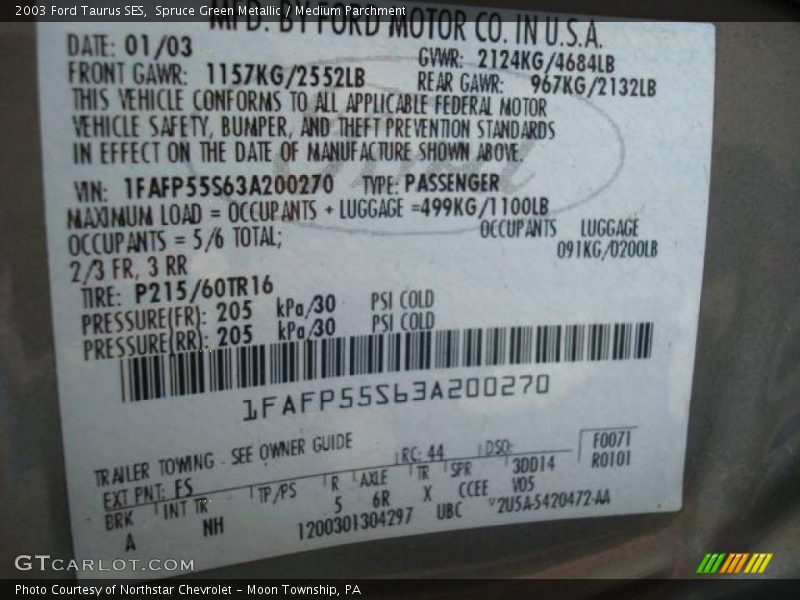 2003 Ford Taurus SES, Spruce Green Metallic / Medium Parchment
MFD. BY FORD MOTOR CO. IN U.S.A.
DATE: 01/03 GVWR: 2124KG/4684LB
FRONT GAWR: 1157KG/2552LB REAR GAWR: 967KG/2132LB
THIS VEHICLE CONFORMS TO ALL APPLICABLE FEDERAL MOTOR
VEHICLE SAFETY, BUMPER, AND THEFT PREVENTION STANDARDS
IN EFFECT ON THE DATE OF MANUFACTURE SHOWN ABOVE.
VIN: 1FAFP55S63A200270 TYPE: PASSENGER
MAXIMUM LOAD = OCCUPANTS + LUGGAGE =499KG/1100LB
OCCUPANTS = 5/6 TOTAL; OCCUPANTS LUGGAGE
2/3 FR, 3 RR 091KG/0200LB
TIRE: P215/60TR16
PRESSURE(FR): 205 kPa/30 PSI COLD
PRESSURE(RR): 205 kPa/30 PSI COLD
1FAFP55S63A200270
TRAILER TOWING - SEE OWNER GUIDE
EXT PNT: FS RC: 44 DSO: F0071
3DD14 R0101
BRK INT TR TP/PS R AXLE TR SPR V05
A NH 5 6R X CCEE
1200301304297 UBC 2U5A-5420472-AA
GTCARLOT.COM
Photo Courtesy of Northstar Chevrolet - Moon Township, PA